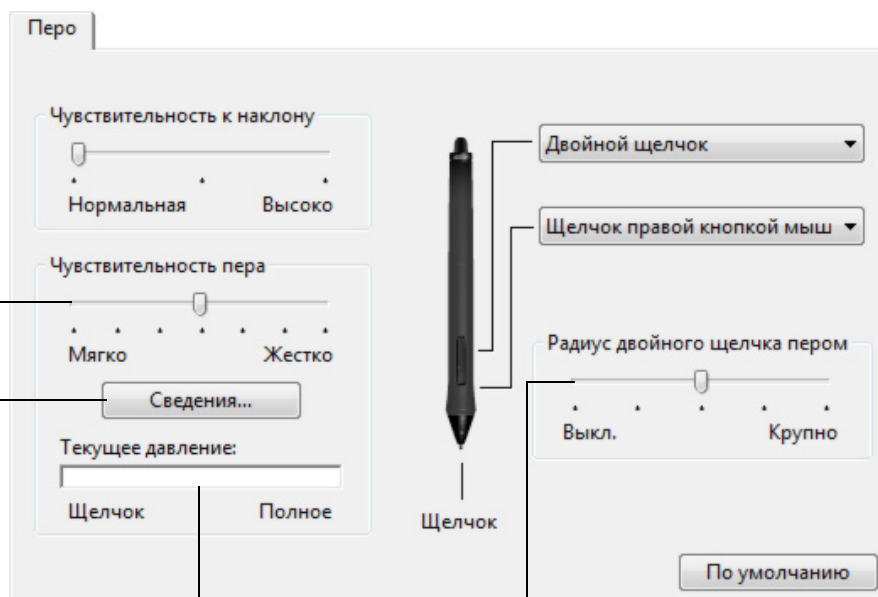 Перо
Чувствительность к наклону
Нормальная Высоко
Чувствительность пера
Мягко Жестко
Сведения...
Текущее давление:
Щелчок Полное
Двойной щелчок
Щелчок правой кнопкой мыш
Щелчок
Радиус двойного щелчка пером
Выкл. Крупно
По умолчанию